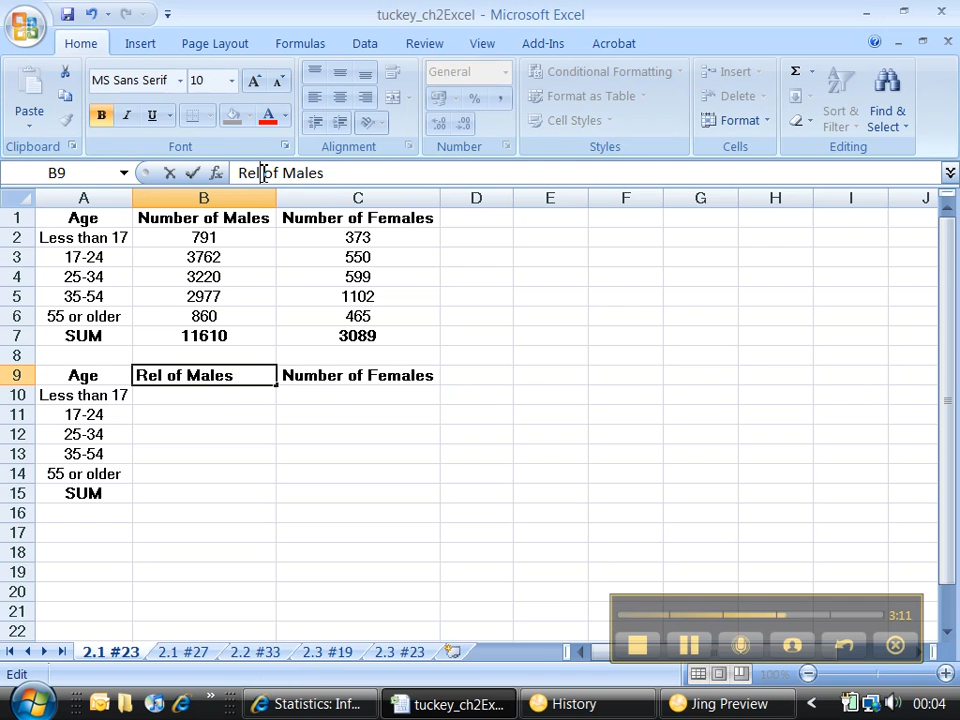 tuckey_ch2Excel - Microsoft Excel
Home Insert Page Layout Formulas Data Review View Add-Ins Acrobat
Paste
MS Sans Serif 10
General
Conditional Formatting
Format as Table
Cell Styles
Insert
Delete
Format
Sort & Filter
Find & Select
Clipboard Font Alignment Number Styles Cells Editing
B9 Rel of Males
A B C D E F G H I J
1 Age Number of Males Number of Females
2 Less than 17 791 373
3 17-24 3762 550
4 25-34 3220 599
5 35-54 2977 1102
6 55 or older 860 465
7 SUM 11610 3089
8
9 Age Rel of Males Number of Females
10 Less than 17
11 17-24
12 25-34
13 35-54
14 55 or older
15 SUM
16
17
18
19
20
21
22
3:11
2.1 #23 2.1 #27 2.2 #33 2.3 #19 2.3 #23
Edit 100%
Statistics: Inf... tuckey_ch2Ex... History Jing Preview 00:04